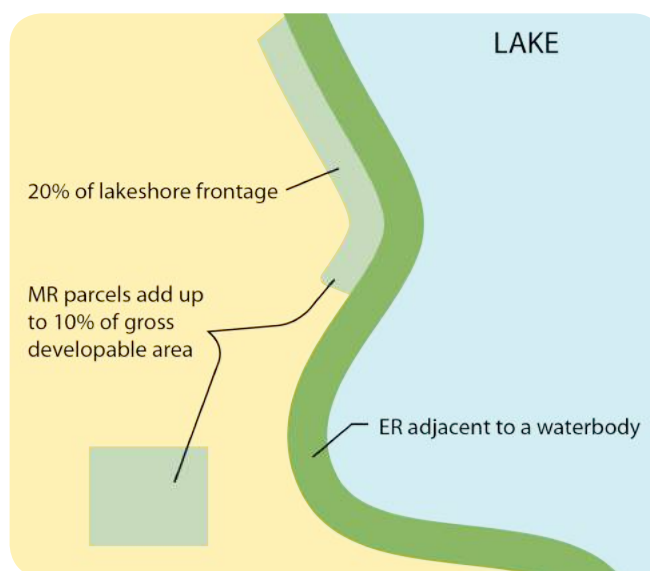 LAKE
20% of lakeshore frontage
MR parcels add up
to 10% of gross
developable area
ER adjacent to a waterbody